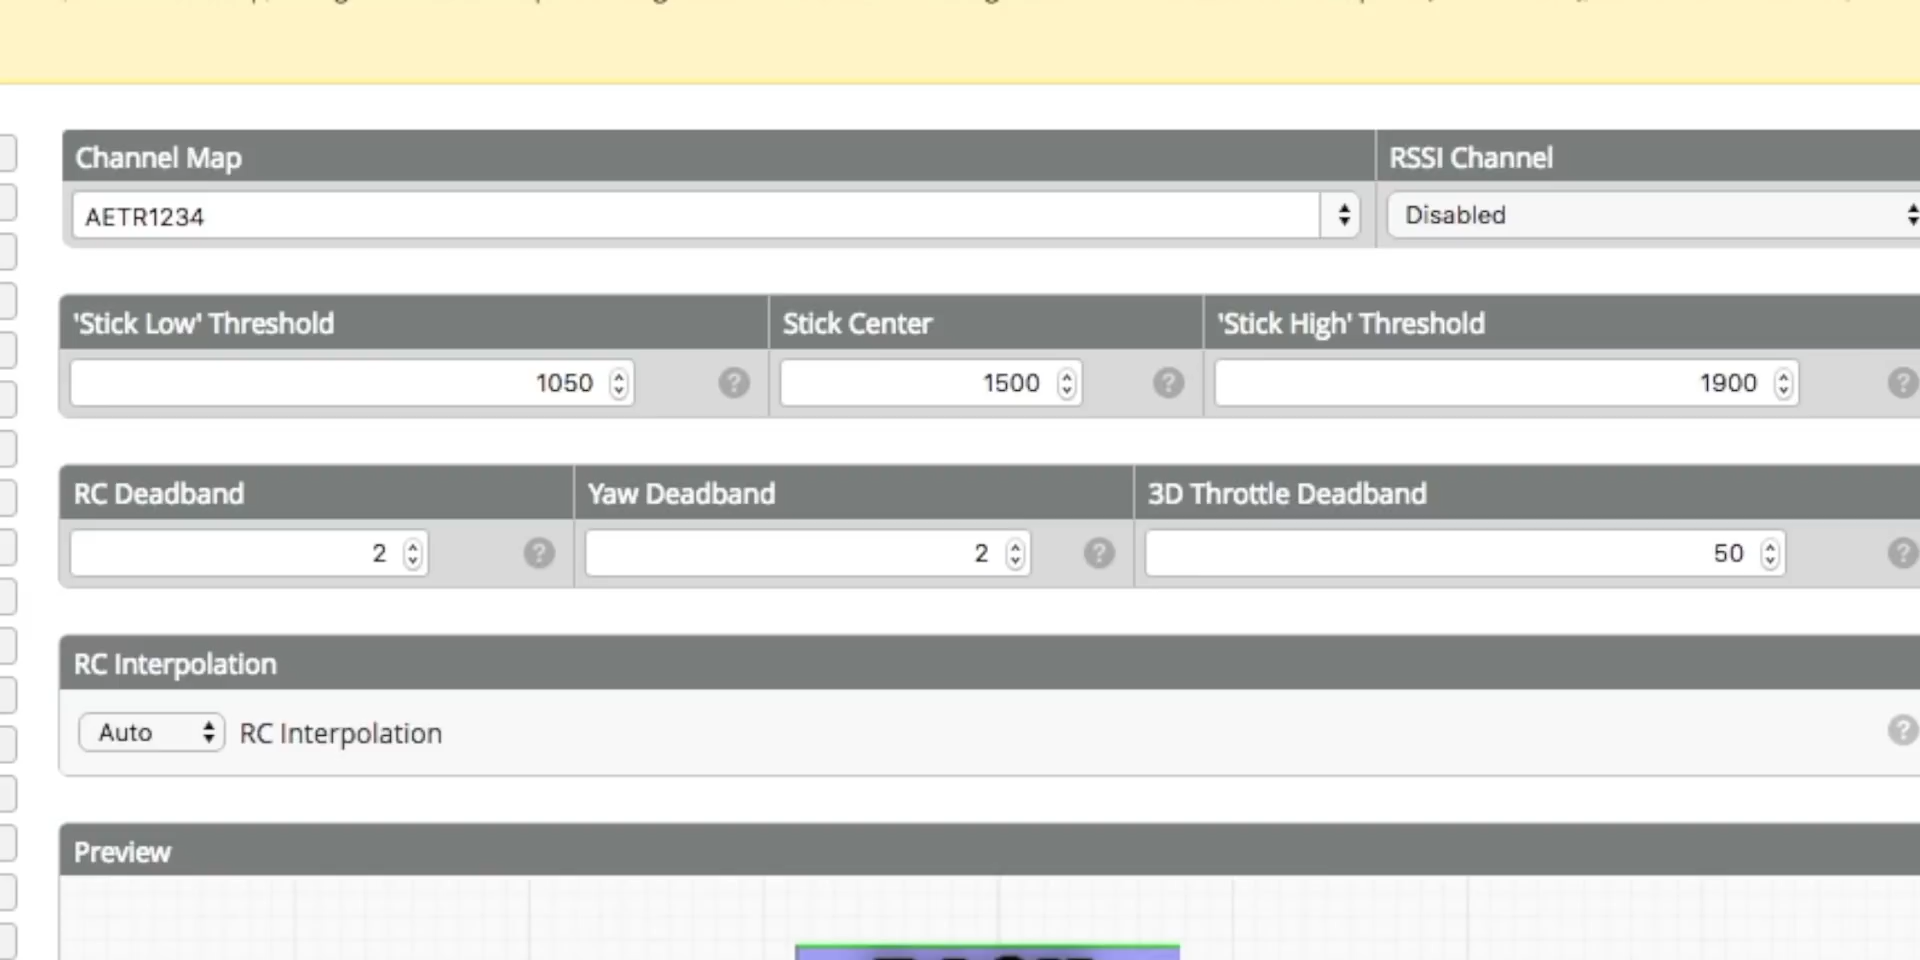 Channel Map
RSSI Channel
AETR1234
Disabled
'Stick Low' Threshold
Stick Center
'Stick High' Threshold
1050
?
1500
?
1900
?
RC Deadband
Yaw Deadband
3D Throttle Deadband
2
?
2
?
50
?
RC Interpolation
Auto
RC Interpolation
?
Preview